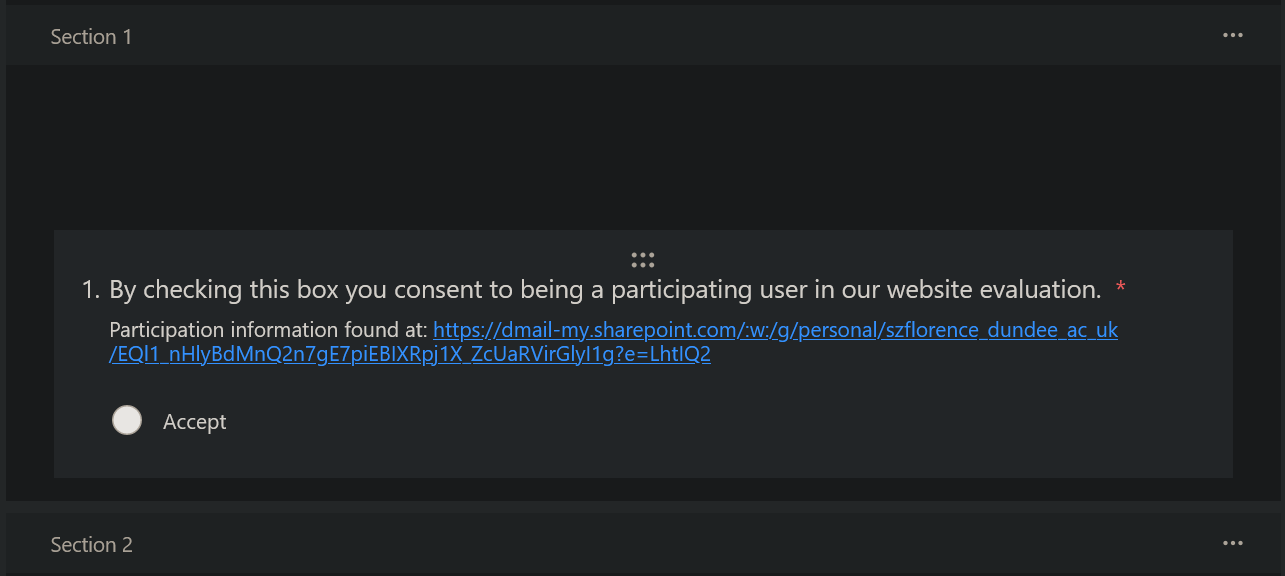 Section 1
1. By checking this box you consent to being a participating user in our website evaluation. *
Participation information found at: https://dmail-my.sharepoint.com/:w:/g/personal/szflorence_dundee_ac_uk
/EQl1_nHlyBdMnQ2n7gE7piEBIXRpj1X_ZcUaRVirGlyI1g?e=LhtIQ2
Accept
Section 2